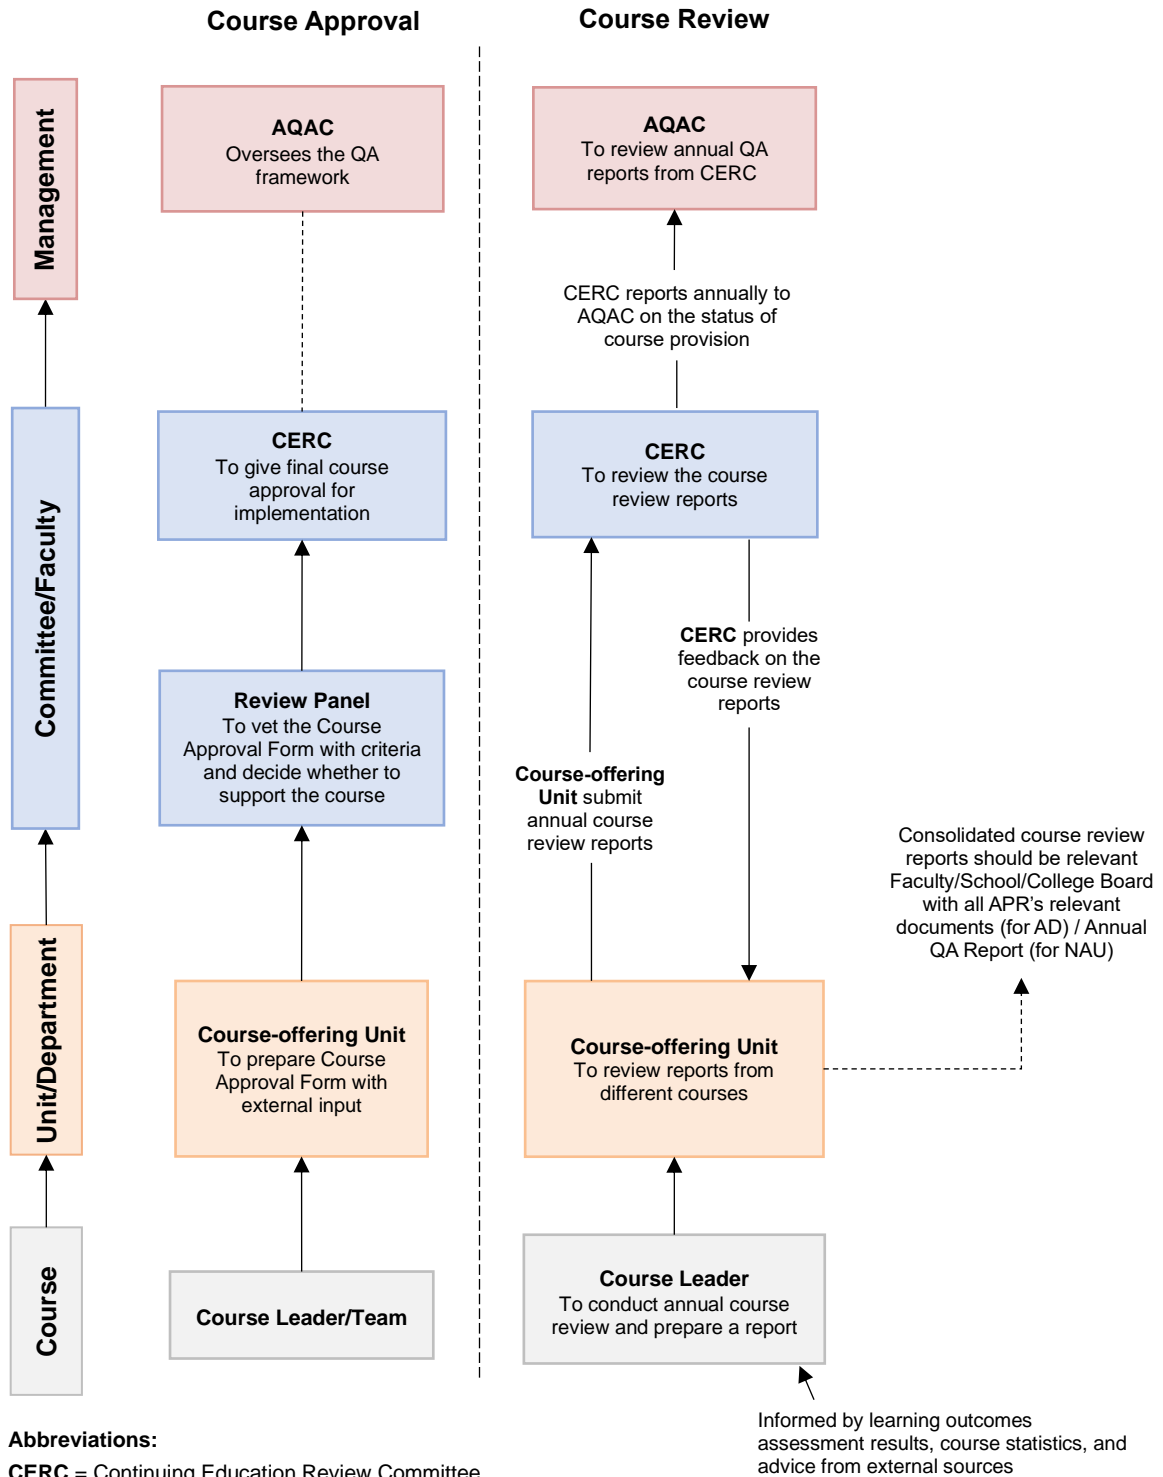 Course Approval
Course Review
Management
Committee/Faculty
Unit/Department
Course
AQAC
Oversees the QA
framework
CERC
To give final course
approval for
implementation
Review Panel
To vet the Course
Approval Form with criteria
and decide whether to
support the course
Course-offering Unit
To prepare Course
Approval Form with
external input
Course Leader/Team
AQAC
To review annual QA
reports from CERC
CERC reports annually to
AQAC on the status of
course provision
CERC
To review the course
review reports
CERC provides
feedback on the
course review
reports
Course-offering
Unit submit
annual course
review reports
Consolidated course review
reports should be relevant
Faculty/School/College Board
with all APR's relevant
documents (for AD) / Annual
QA Report (for NAU)
Course-offering Unit
To review reports from
different courses
Course Leader
To conduct annual course
review and prepare a report
Informed by learning outcomes
assessment results, course statistics, and
advice from external sources
Abbreviations:
CERC = Continuing Education Review Committee